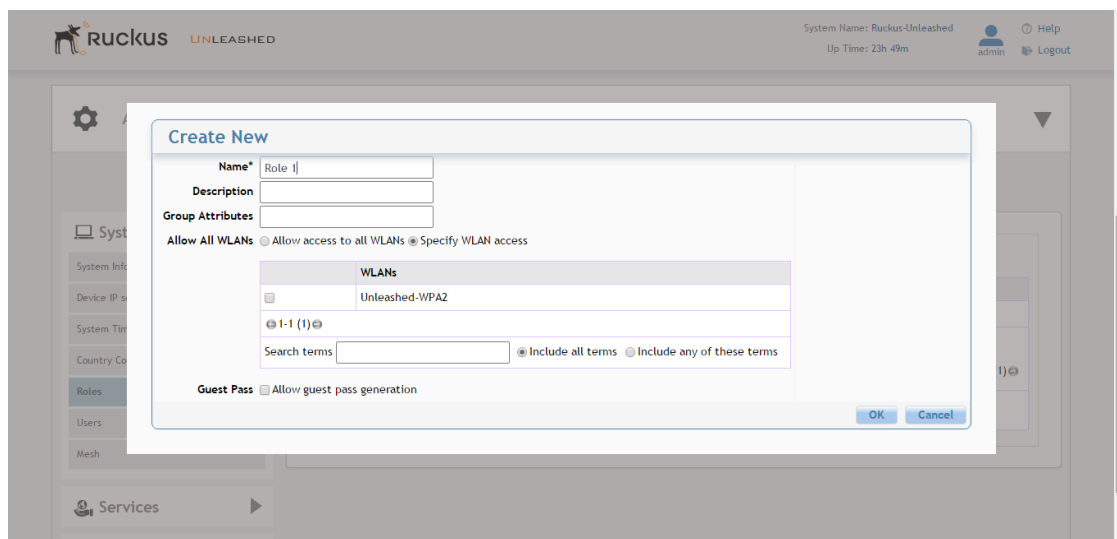 Ruckus UNLEASHED
System Name: Ruckus-Unleashed
Up Time: 23h 49m
admin
Help
Logout
A
Create New
Name*
Role 1
Description
Group Attributes
Allow All WLANs Allow access to all WLANs Specify WLAN access
WLANs
Unleashed-WPA2
1-1 (1)
Search terms Include all terms Include any of these terms
Guest Pass Allow guest pass generation
OK Cancel
Syst
System Info
Device IP s
System Tim
Country Co
Roles
Users
Mesh
Services
1)